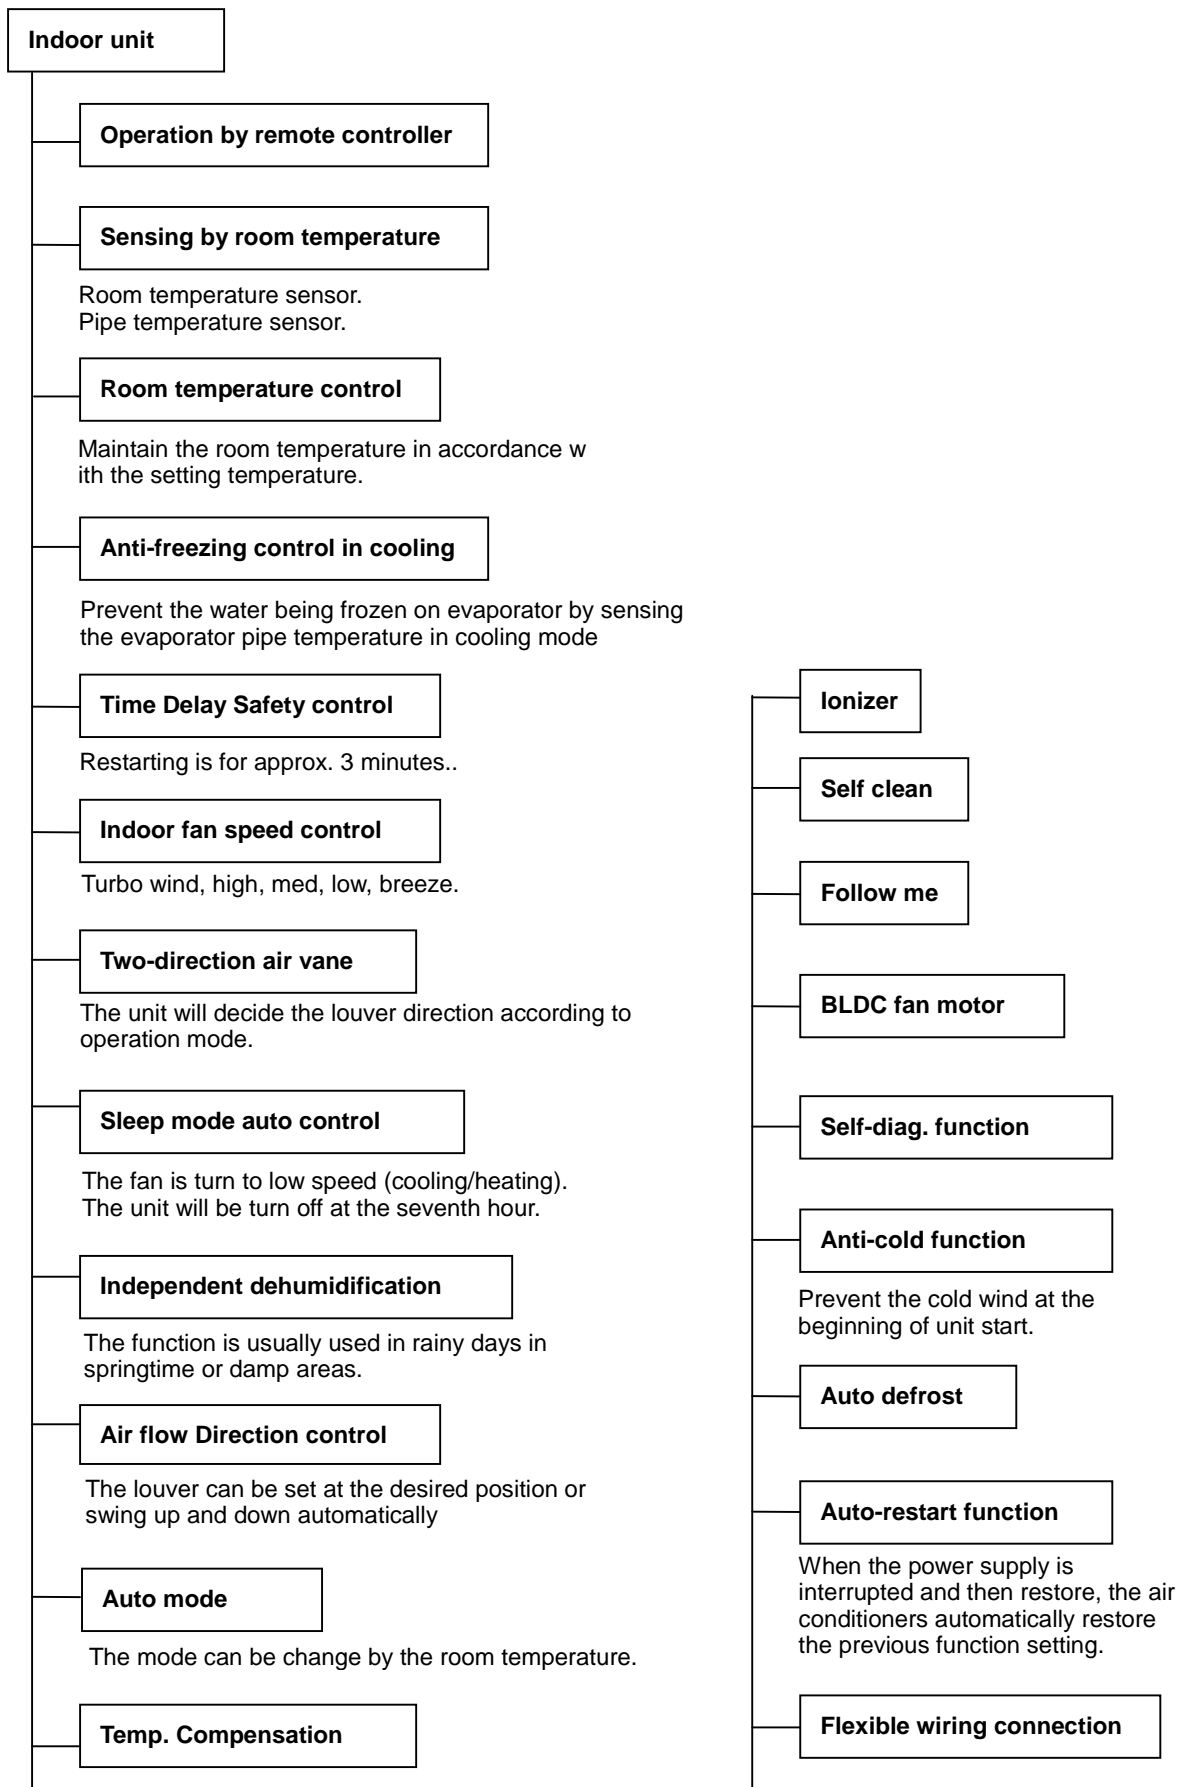 Indoor unit
Operation by remote controller
Sensing by room temperature
Room temperature sensor.
Pipe temperature sensor.
Room temperature control
Maintain the room temperature in accordance w
ith the setting temperature.
Anti-freezing control in cooling
Prevent the water being frozen on evaporator by sensing
the evaporator pipe temperature in cooling mode
Time Delay Safety control
Restarting is for approx. 3 minutes..
Indoor fan speed control
Turbo wind, high, med, low, breeze.
Two-direction air vane
The unit will decide the louver direction according to
operation mode.
Sleep mode auto control
The fan is turn to low speed (cooling/heating).
The unit will be turn off at the seventh hour.
Independent dehumidification
The function is usually used in rainy days in
springtime or damp areas.
Air flow Direction control
The louver can be set at the desired position or
swing up and down automatically
Auto mode
The mode can be change by the room temperature.
Temp. Compensation
Ionizer
Self clean
Follow me
BLDC fan motor
Self-diag. function
Anti-cold function
Prevent the cold wind at the
beginning of unit start.
Auto defrost
Auto-restart function
When the power supply is
interrupted and then restore, the air
conditioners automatically restore
the previous function setting.
Flexible wiring connection